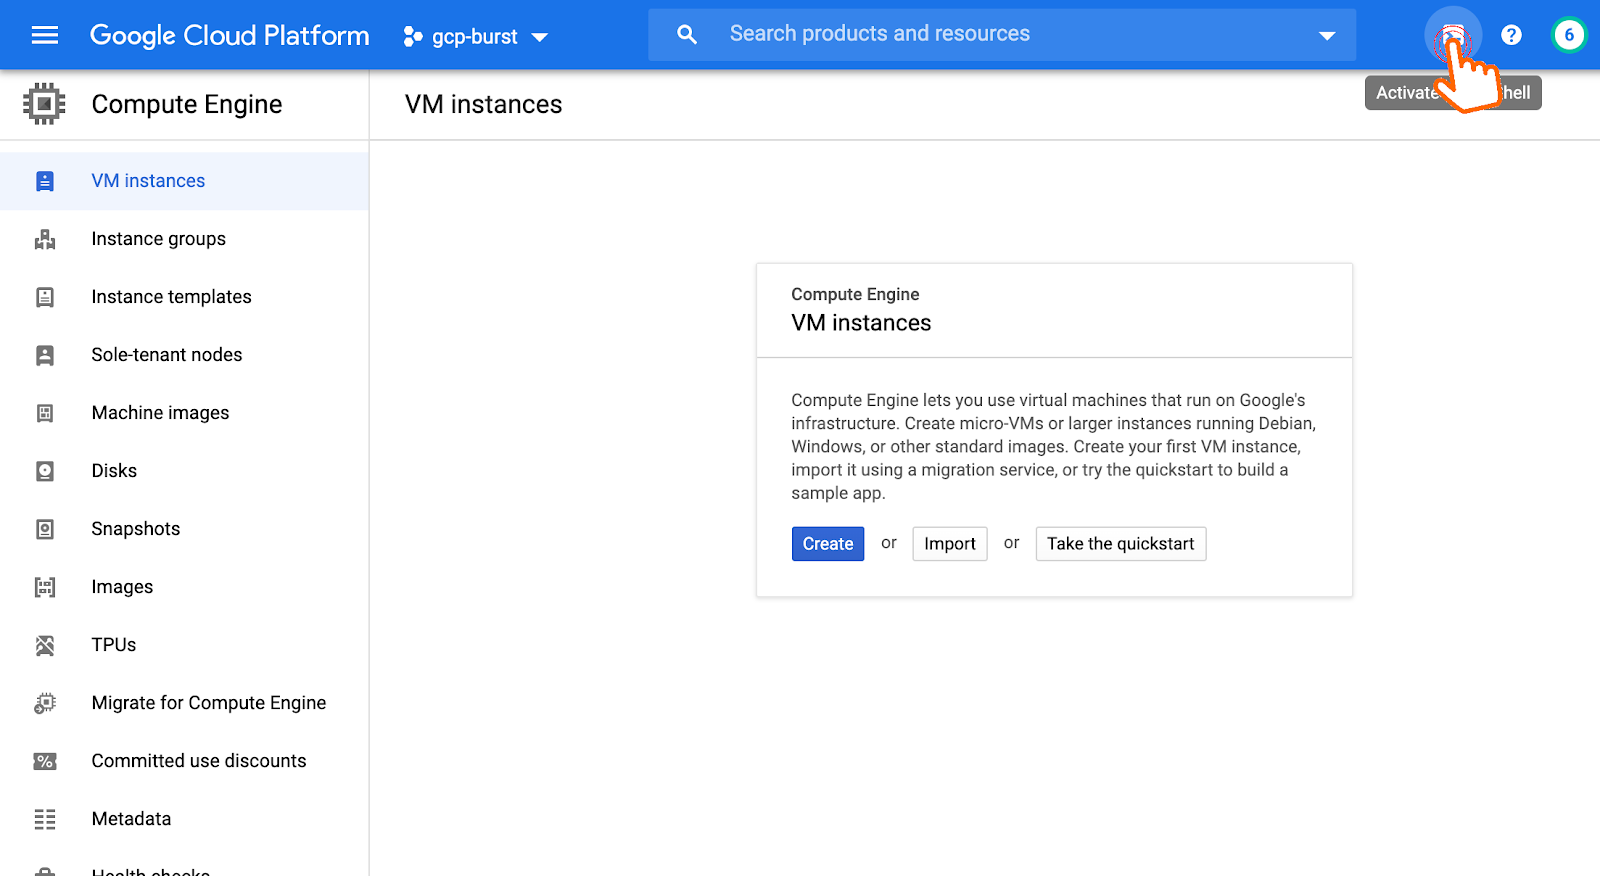 Google Cloud Platform
gcp-burst
Search products and resources
?
6
Activate
hell
Compute Engine
VM instances
VM instances
Instance groups
Instance templates
Sole-tenant nodes
Machine images
Disks
Snapshots
Images
TPUs
Migrate for Compute Engine
Committed use discounts
Metadata
Health checks
Compute Engine
VM instances
Compute Engine lets you use virtual machines that run on Google's
infrastructure. Create micro-VMs or larger instances running Debian,
Windows, or other standard images. Create your first VM instance,
import it using a migration service, or try the quickstart to build a
sample app.
Create or Import or Take the quickstart